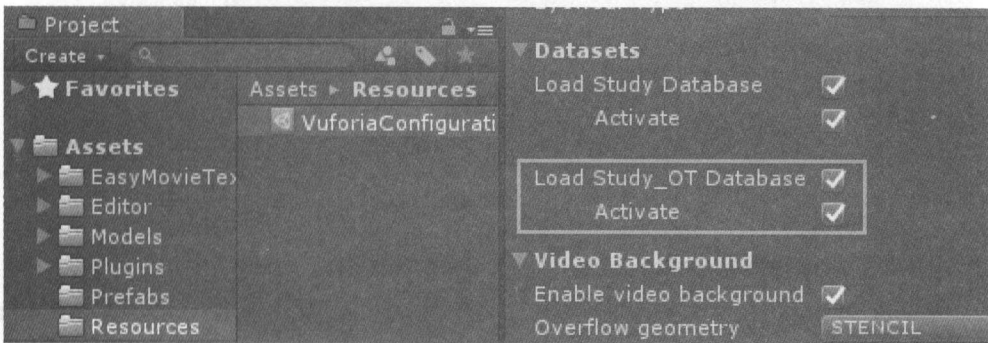 Project
Create
Favorites
Assets
EasyMovieTex
Editor
Models
Plugins
Prefabs
Resources
Assets ▸ Resources
VuforiaConfigurati
Datasets
Load Study Database
Activate
Load Study_OT Database
Activate
Video Background
Enable video background
Overflow geometry
STENCIL